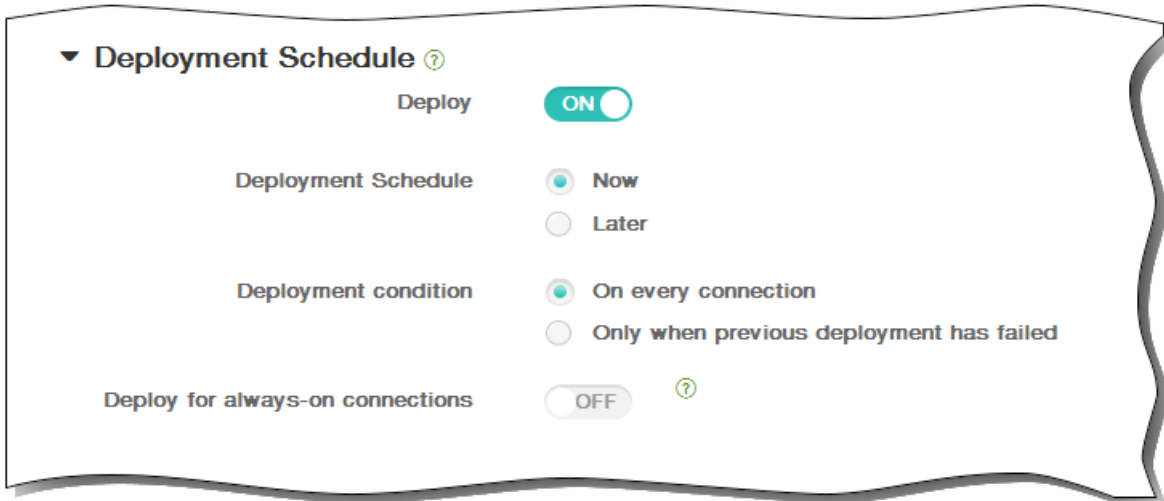 Deployment Schedule ?
Deploy ON
Deployment Schedule Now
Later
Deployment condition On every connection
Only when previous deployment has failed
Deploy for always-on connections OFF ?